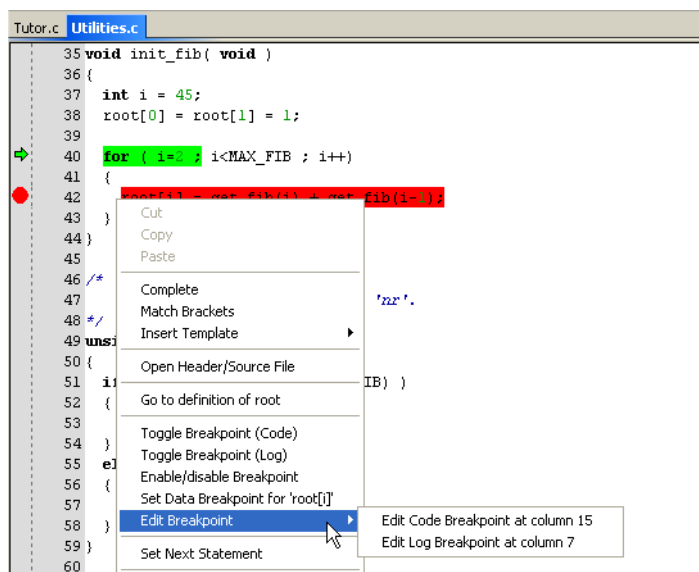 Tutor.c Utilities.c
35 void init_fib( void )
36 {
37 int i = 45;
38 root[0] = root[1] = 1;
39
40 for ( i=2 ; i<MAX_FIB ; i++)
41 {
42 root[i] = get_fib(i) + get_fib(i-1);
43 }
44 }
45
46 /*
47 'nr'.
48 */
49 unsi
50 {
51 if IB) )
52 {
53
54 }
55 el
56 {
57
58 }
59 }
60
Cut
Copy
Paste
Complete
Match Brackets
Insert Template
Open Header/Source File
Go to definition of root
Toggle Breakpoint (Code)
Toggle Breakpoint (Log)
Enable/disable Breakpoint
Set Data Breakpoint for 'root[i]'
Edit Breakpoint
Set Next Statement
Edit Code Breakpoint at column 15
Edit Log Breakpoint at column 7